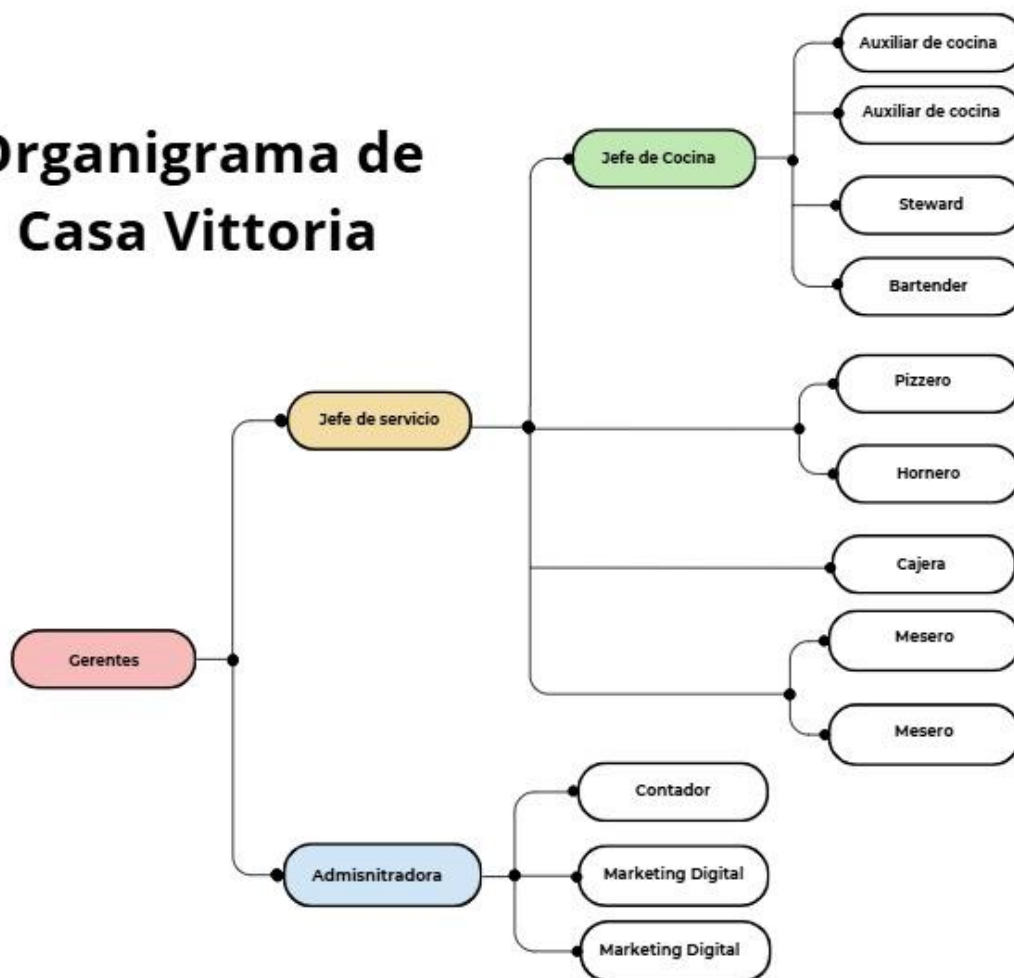 Organigrama de
Casa Vittoria
Auxiliar de cocina
Auxiliar de cocina
Jefe de Cocina
Steward
Bartender
Pizzero
Jefe de servicio
Hornero
Cajera
Mesero
Gerentes
Mesero
Contador
Admisnitradora
Marketing Digital
Marketing Digital